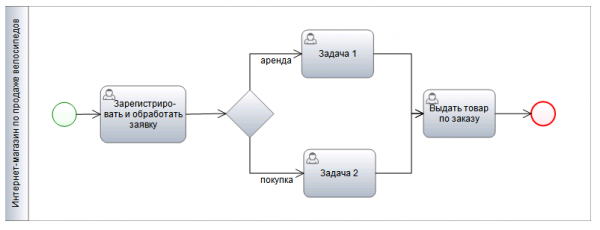 Интернет-магазин по продаже велосипедов
Зарегистриро-
вать и обработать
заявку
аренда
Задача 1
покупка
Задача 2
Выдать товар
по заказу